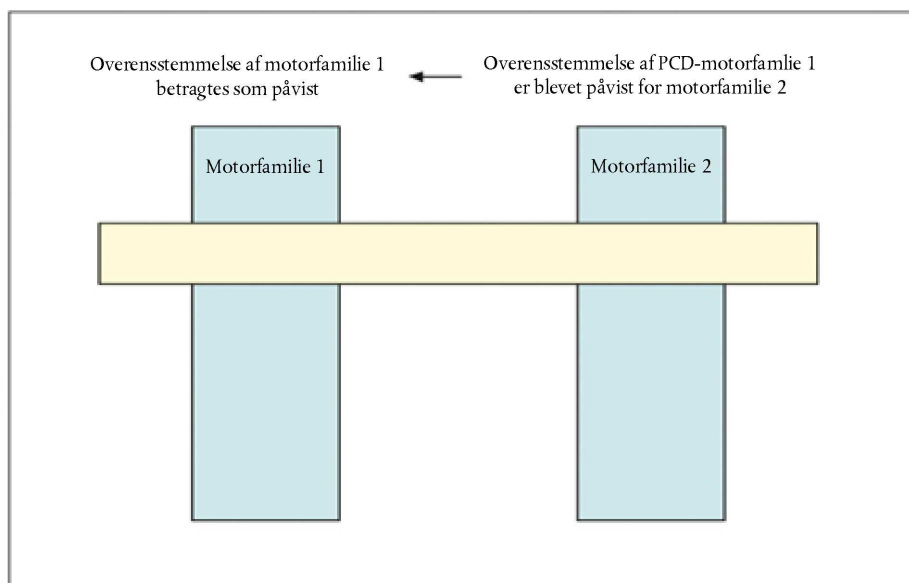 Overensstemmelse af motorfamilie 1
betragtes som påvist
Overensstemmelse af PCD-motorfamlie 1
er blevet påvist for motorfamilie 2
Motorfamilie 1
Motorfamilie 2